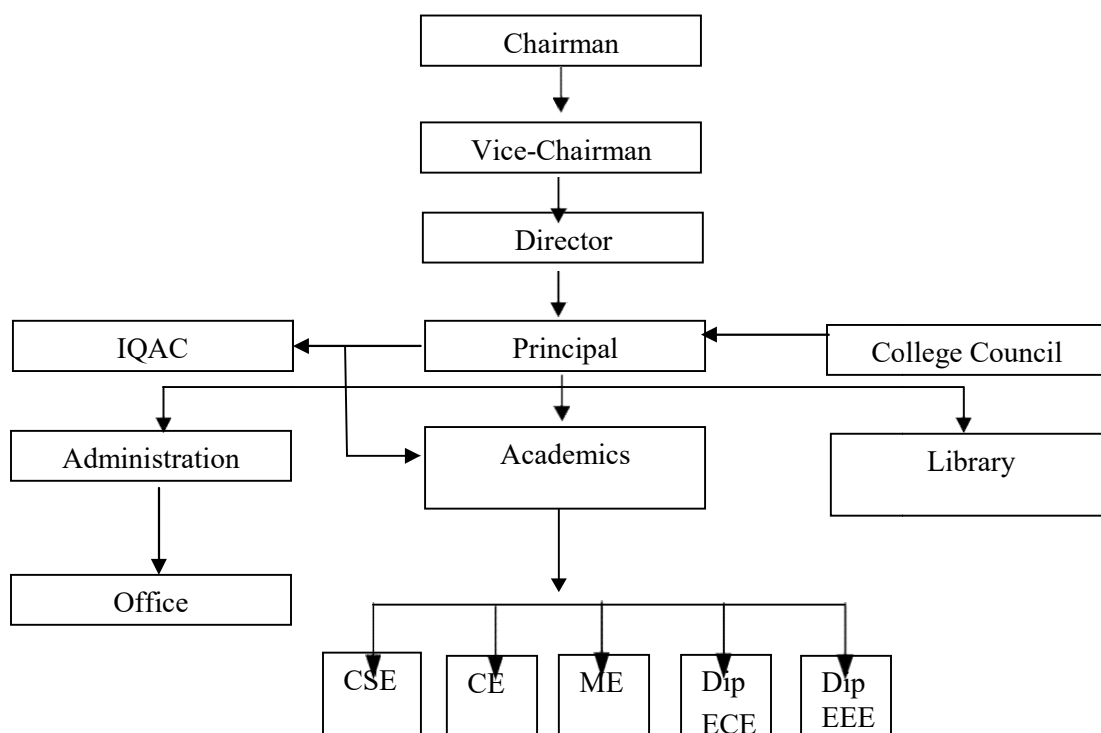 Chairman
Vice-Chairman
Director
IQAC
Principal
College Council
Administration
Academics
Library
Office
CSE
CE
ME
Dip
ECE
Dip
EEE